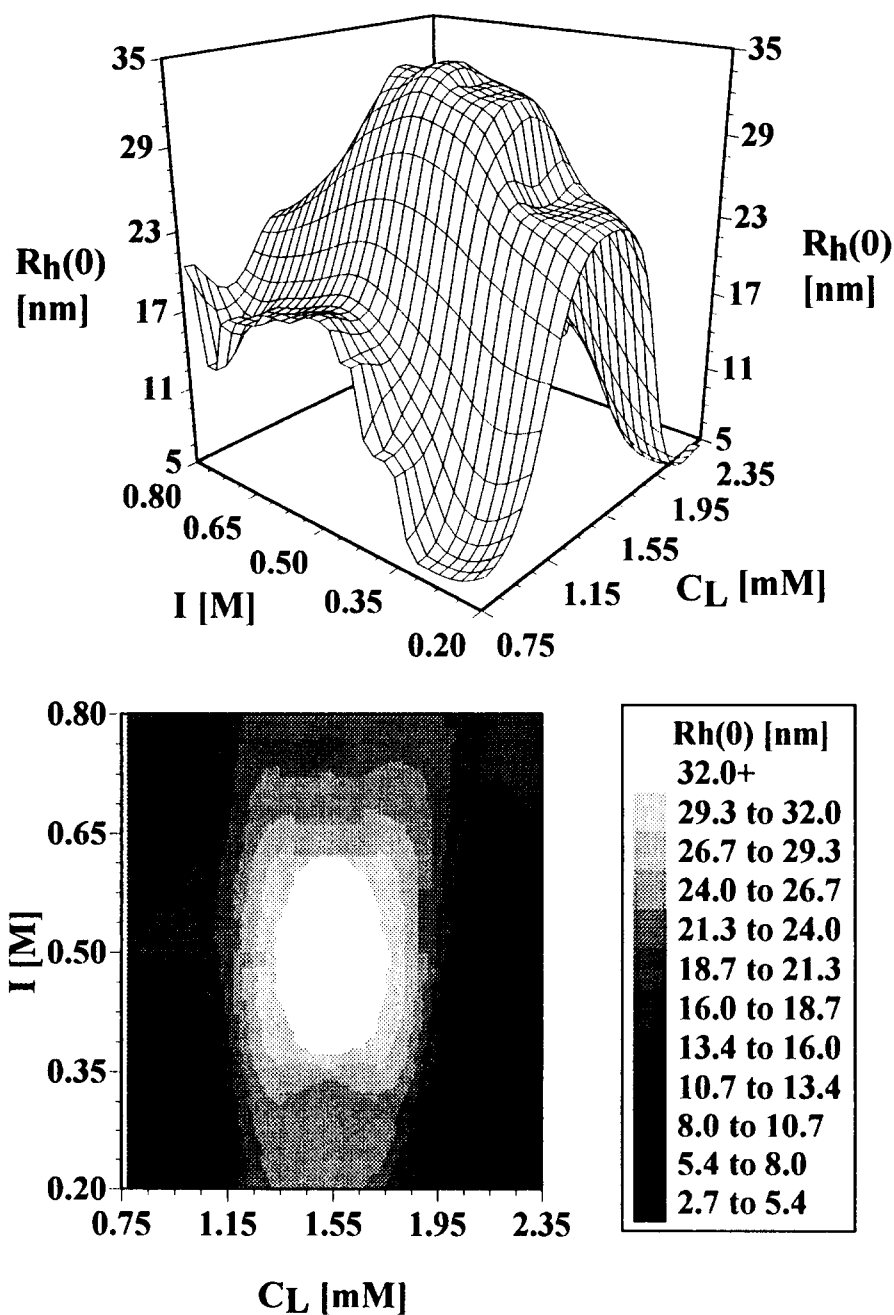 35
29
23
17
11
5
Rh(0)
[nm]
35
29
23
17
11
5
Rh(0)
[nm]
0.80
0.65
0.50
0.35
0.20
I [M]
0.75
1.15
1.55
1.95
2.35
CL [mM]
0.80
0.65
0.50
0.35
0.20
I [M]
0.75 1.15 1.55 1.95 2.35
CL [mM]
Rh(0) [nm]
32.0+
29.3 to 32.0
26.7 to 29.3
24.0 to 26.7
21.3 to 24.0
18.7 to 21.3
16.0 to 18.7
13.4 to 16.0
10.7 to 13.4
8.0 to 10.7
5.4 to 8.0
2.7 to 5.4